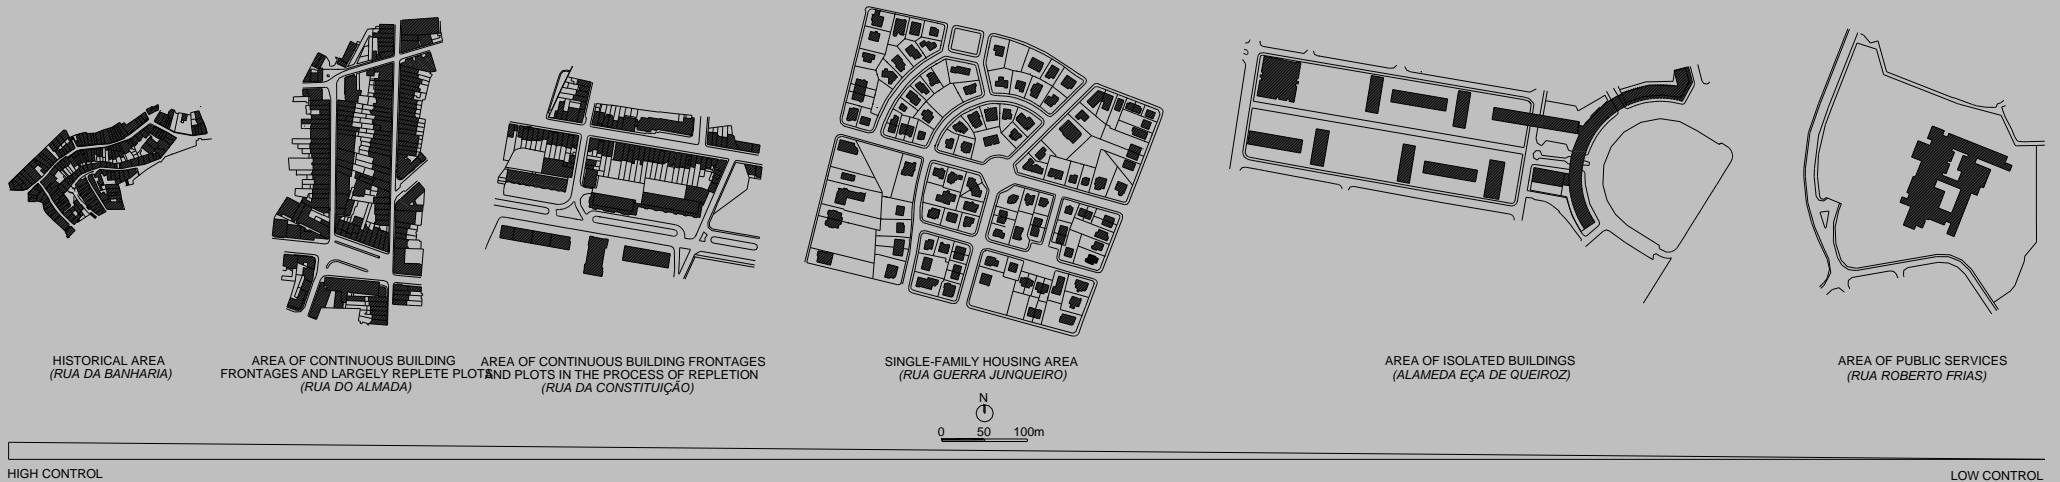 HISTORICAL AREA
(RUA DA BANHARIA)
AREA OF CONTINUOUS BUILDING
FRONTAGES AND LARGELY REPLETE PLOTS
(RUA DO ALMADA)
AREA OF CONTINUOUS BUILDING FRONTAGES
AND PLOTS IN THE PROCESS OF REPLETION
(RUA DA CONSTITUIÇÃO)
SINGLE-FAMILY HOUSING AREA
(RUA GUERRA JUNQUEIRO)
AREA OF ISOLATED BUILDINGS
(ALAMEDA EÇA DE QUEIROZ)
AREA OF PUBLIC SERVICES
(RUA ROBERTO FRIAS)
N
0 50 100m
HIGH CONTROL
LOW CONTROL